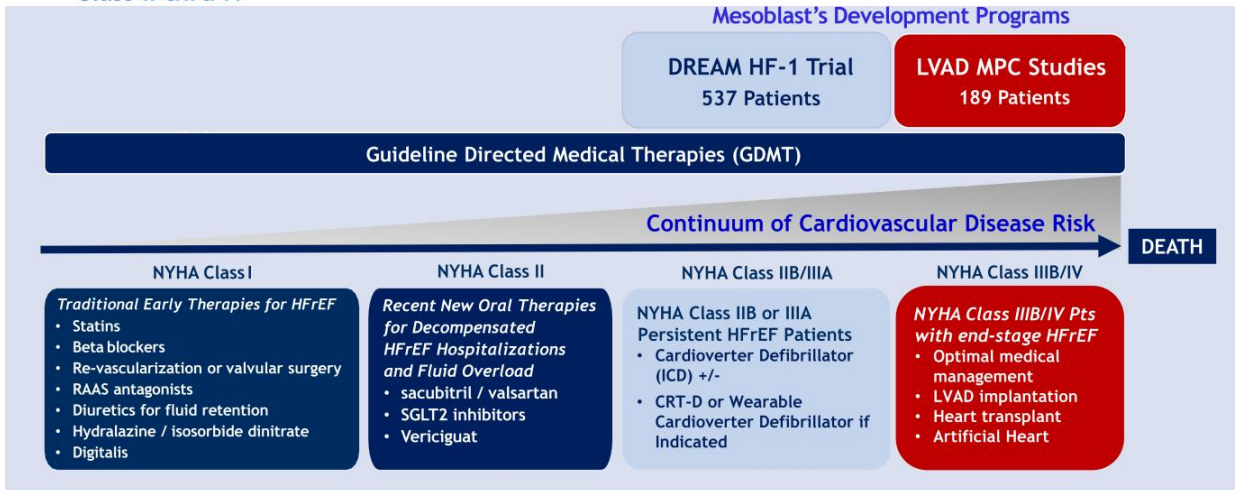 Mesoblast's Development Programs
DREAM HF-1 Trial
537 Patients
LVAD MPC Studies
189 Patients
Guideline Directed Medical Therapies (GDMT)
Continuum of Cardiovascular Disease Risk
DEATH
NYHA Class I
Traditional Early Therapies for HFrEF
• Statins
• Beta blockers
• Re-vascularization or valvular surgery
• RAAS antagonists
• Diuretics for fluid retention
• Hydralazine / isosorbide dinitrate
• Digitalis
NYHA Class II
Recent New Oral Therapies
for Decompensated
HFrEF Hospitalizations
and Fluid Overload
• sacubitril / valsartan
• SGLT2 inhibitors
• Vericiguat
NYHA Class IIB/IIIA
NYHA Class IIB or IIIA
Persistent HFrEF Patients
• Cardioverter Defibrillator
(ICD) +/-
• CRT-D or Wearable
Cardioverter Defibrillator if
Indicated
NYHA Class IIIB/IV
NYHA Class IIIB/IV Pts
with end-stage HFrEF
• Optimal medical
management
• LVAD implantation
• Heart transplant
• Artificial Heart